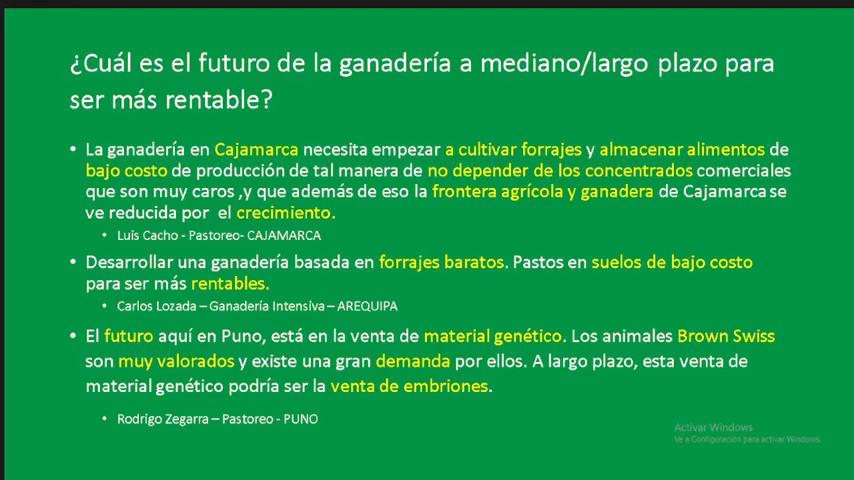 ¿Cuál es el futuro de la ganadería a mediano/largo plazo para
ser más rentable?
• La ganadería en Cajamarca necesita empezar a cultivar forrajes y almacenar alimentos de
bajo costo de producción de tal manera de no depender de los concentrados comerciales
que son muy caros ,y que además de eso la frontera agrícola y ganadera de Cajamarca se
ve reducida por el crecimiento.
• Luis Cacho - Pastoreo- CAJAMARCA
• Desarrollar una ganadería basada en forrajes baratos. Pastos en suelos de bajo costo
para ser más rentables.
• Carlos Lozada – Ganadería Intensiva – AREQUIPA
• El futuro aquí en Puno, está en la venta de material genético. Los animales Brown Swiss
son muy valorados y existe una gran demanda por ellos. A largo plazo, esta venta de
material genético podría ser la venta de embriones.
• Rodrigo Zegarra – Pastoreo - PUNO
Activar Windows
Ve a Configuración para activar Windows.